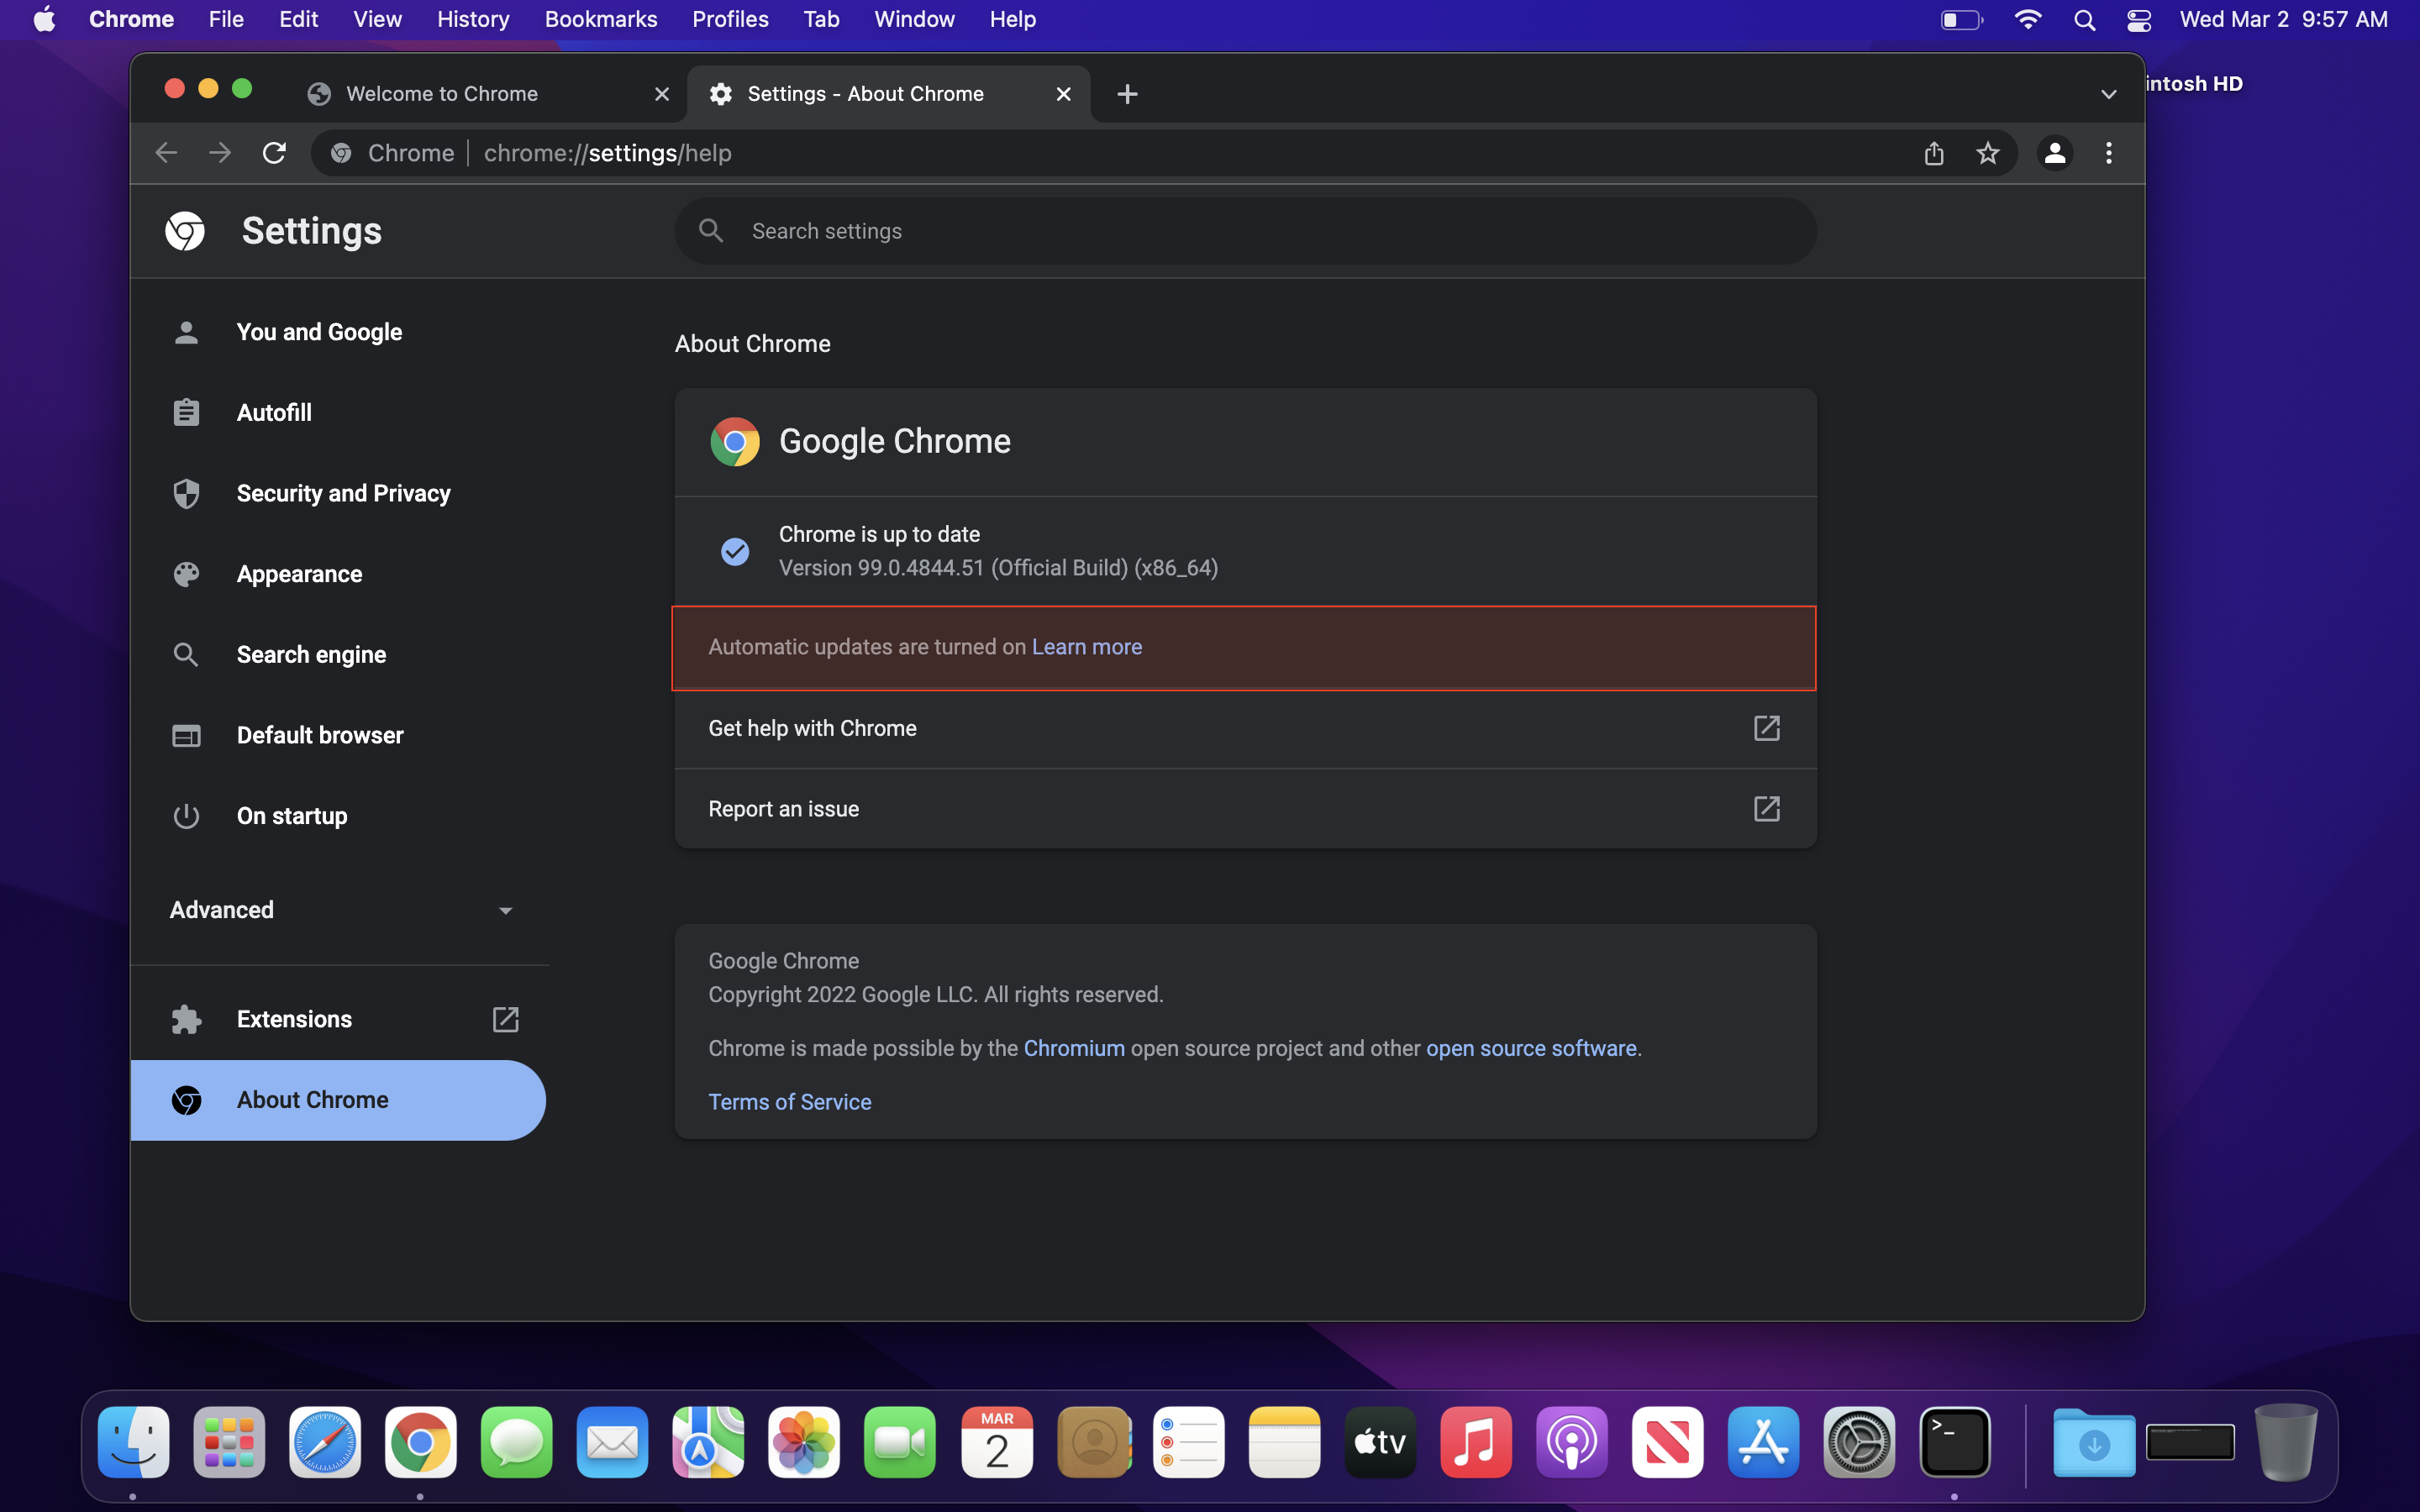 Chrome File Edit View History Bookmarks Profiles Tab Window Help Wed Mar 2 9:57 AM
intosh HD
Welcome to Chrome
Settings - About Chrome
Chrome | chrome://settings/help
Settings
Search settings
You and Google
Autofill
Security and Privacy
Appearance
Search engine
Default browser
On startup
Advanced
Extensions
About Chrome
About Chrome
Google Chrome
Chrome is up to date
Version 99.0.4844.51 (Official Build) (x86_64)
Automatic updates are turned on Learn more
Get help with Chrome
Report an issue
Google Chrome
Copyright 2022 Google LLC. All rights reserved.
Chrome is made possible by the Chromium open source project and other open source software.
Terms of Service
MAR
2
tv
>_